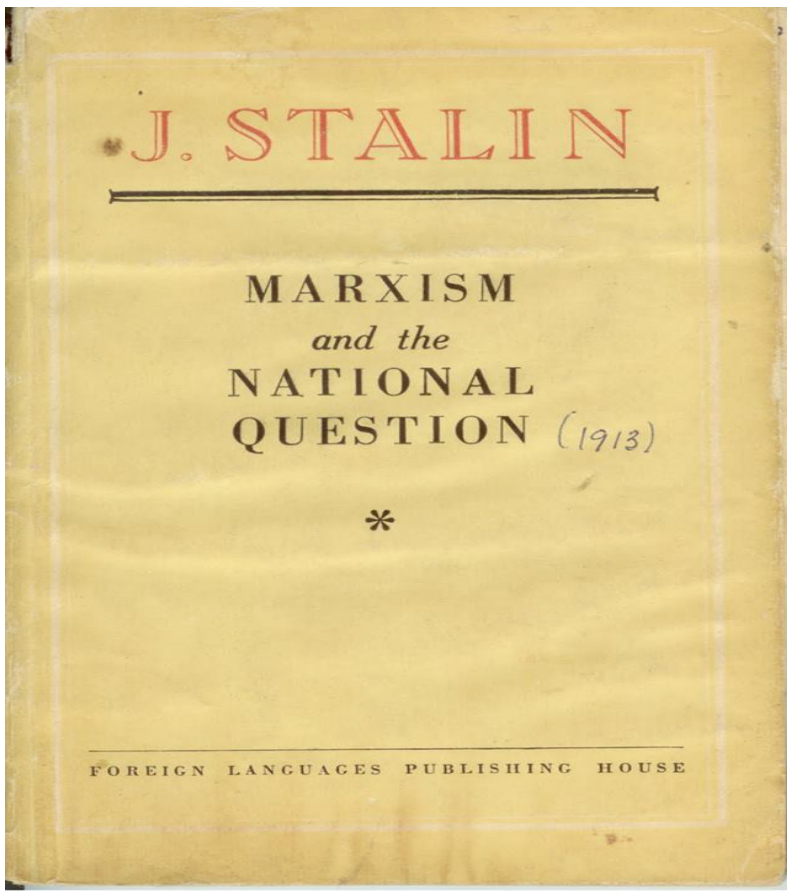 J. STALIN
MARXISM
and the
NATIONAL
QUESTION (1913)
*
FOREIGN LANGUAGES PUBLISHING HOUSE